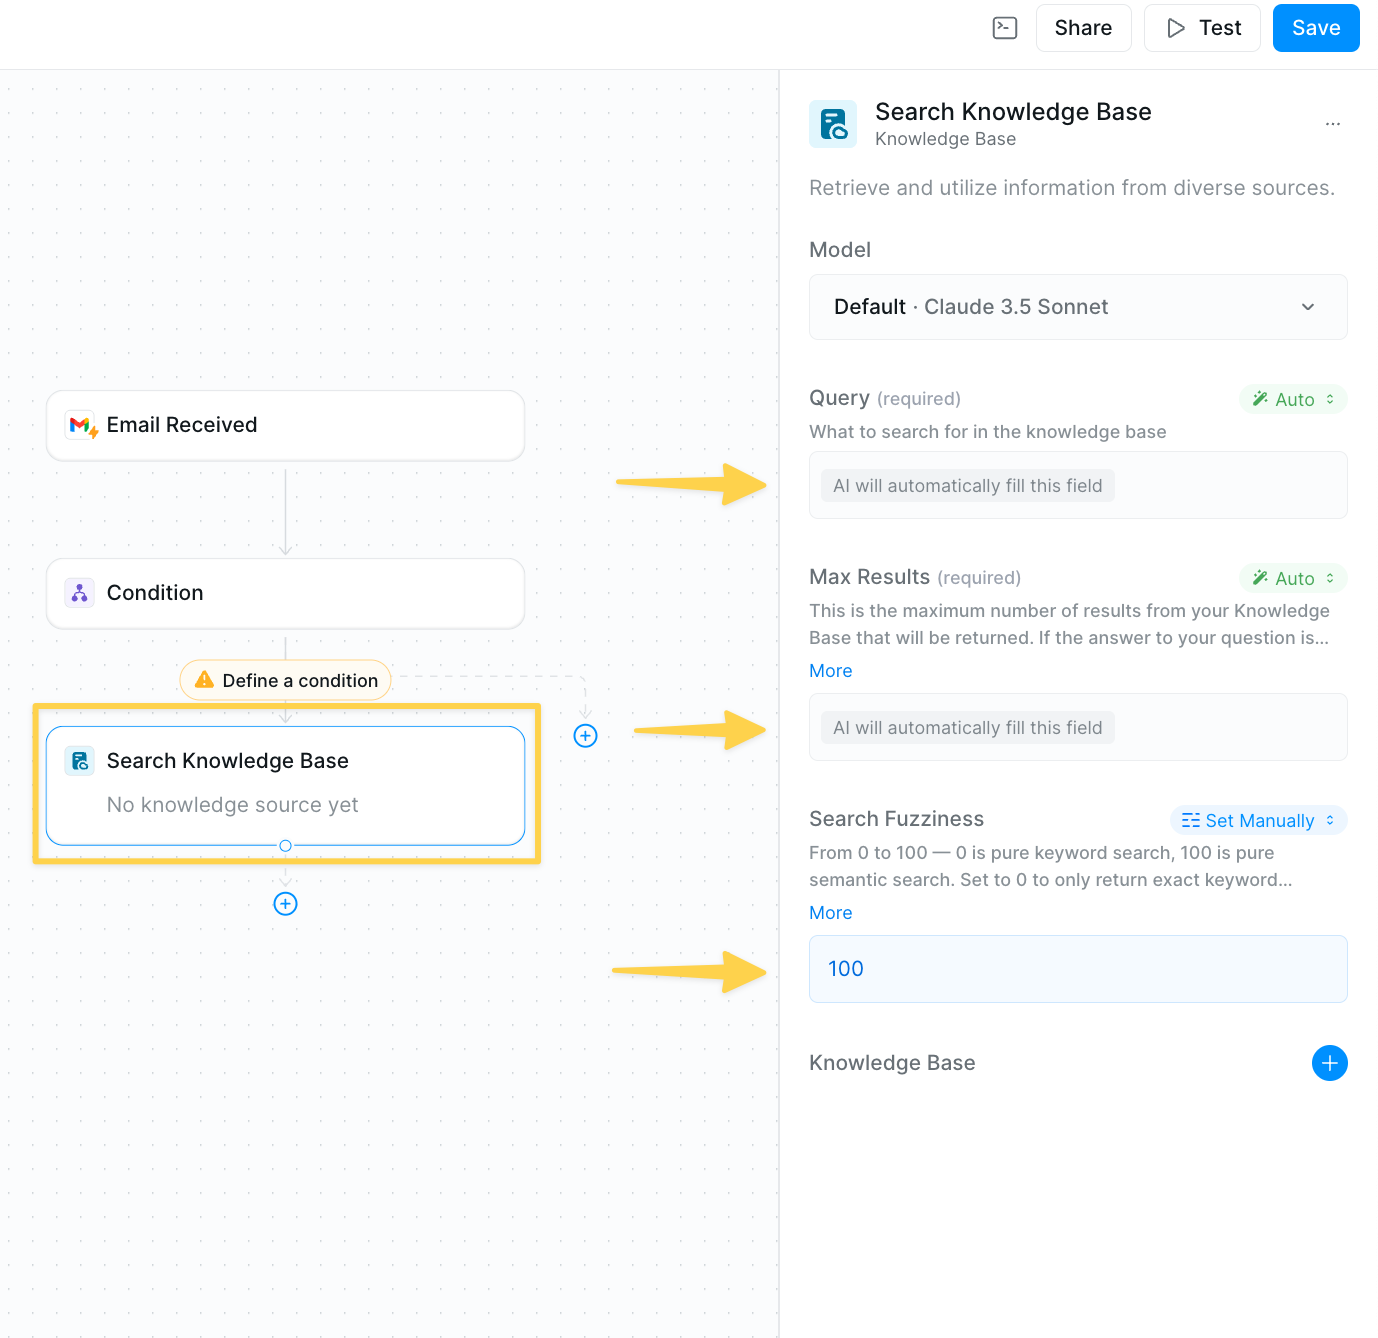 Share
Test
Save
Search Knowledge Base
Knowledge Base
...
Retrieve and utilize information from diverse sources.
Model
Default · Claude 3.5 Sonnet
Query (required)
Auto
What to search for in the knowledge base
AI will automatically fill this field
Max Results (required)
Auto
This is the maximum number of results from your Knowledge
Base that will be returned. If the answer to your question is...
More
AI will automatically fill this field
Search Fuzziness
Set Manually
From 0 to 100 — 0 is pure keyword search, 100 is pure
semantic search. Set to 0 to only return exact keyword...
More
100
Knowledge Base
Email Received
Condition
Define a condition
Search Knowledge Base
No knowledge source yet